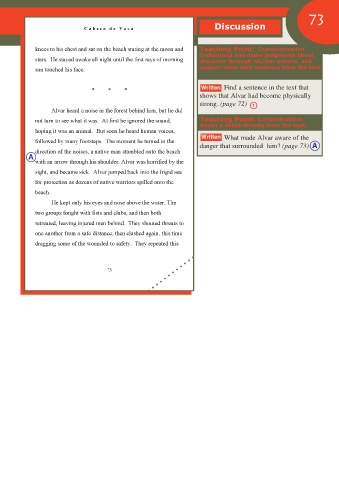 73
Cabeza de Vaca
Discussion
knees to his chest and sat on the beach staring at the moon and
stars. He stayed awake all night until the first rays of morning
sun touched his face.
* * *
Alvar heard a noise in the forest behind him, but he did
not turn to see what it was. At first he ignored the sound,
hoping it was an animal. But soon he heard human voices,
followed by many footsteps. The moment he turned in the
direction of the noises, a native man stumbled onto the beach
A
with an arrow through his shoulder. Alvar was horrified by the
sight, and became sick. Alvar jumped back into the frigid sea
for protection as dozens of native warriors spilled onto the
beach.
He kept only his eyes and nose above the water. The
two groups fought with fists and clubs, and then both
retreated, leaving injured men behind. They shouted threats to
one another from a safe distance, then clashed again, this time
dragging some of the wounded to safety. They repeated this
73
Teaching Point: Characterization
Understand and make judgments about
character through
support them with evidence from the text.
Written Find a sentence in the text that
shows that Alvar had become physically
strong. (page 72) 1
Teaching Point: Comprehension
Recall details directly from the text.
Written What made Alvar aware of the
danger that surrounded him? (page 73) A